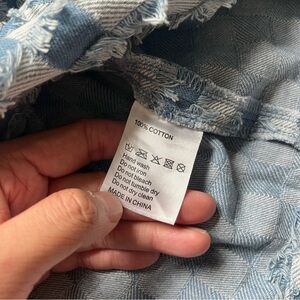 100% COTTON
Hand wash
Do not iron
Do not bleach
Do not tumble dry
Do not dry clean
MADE IN CHINA